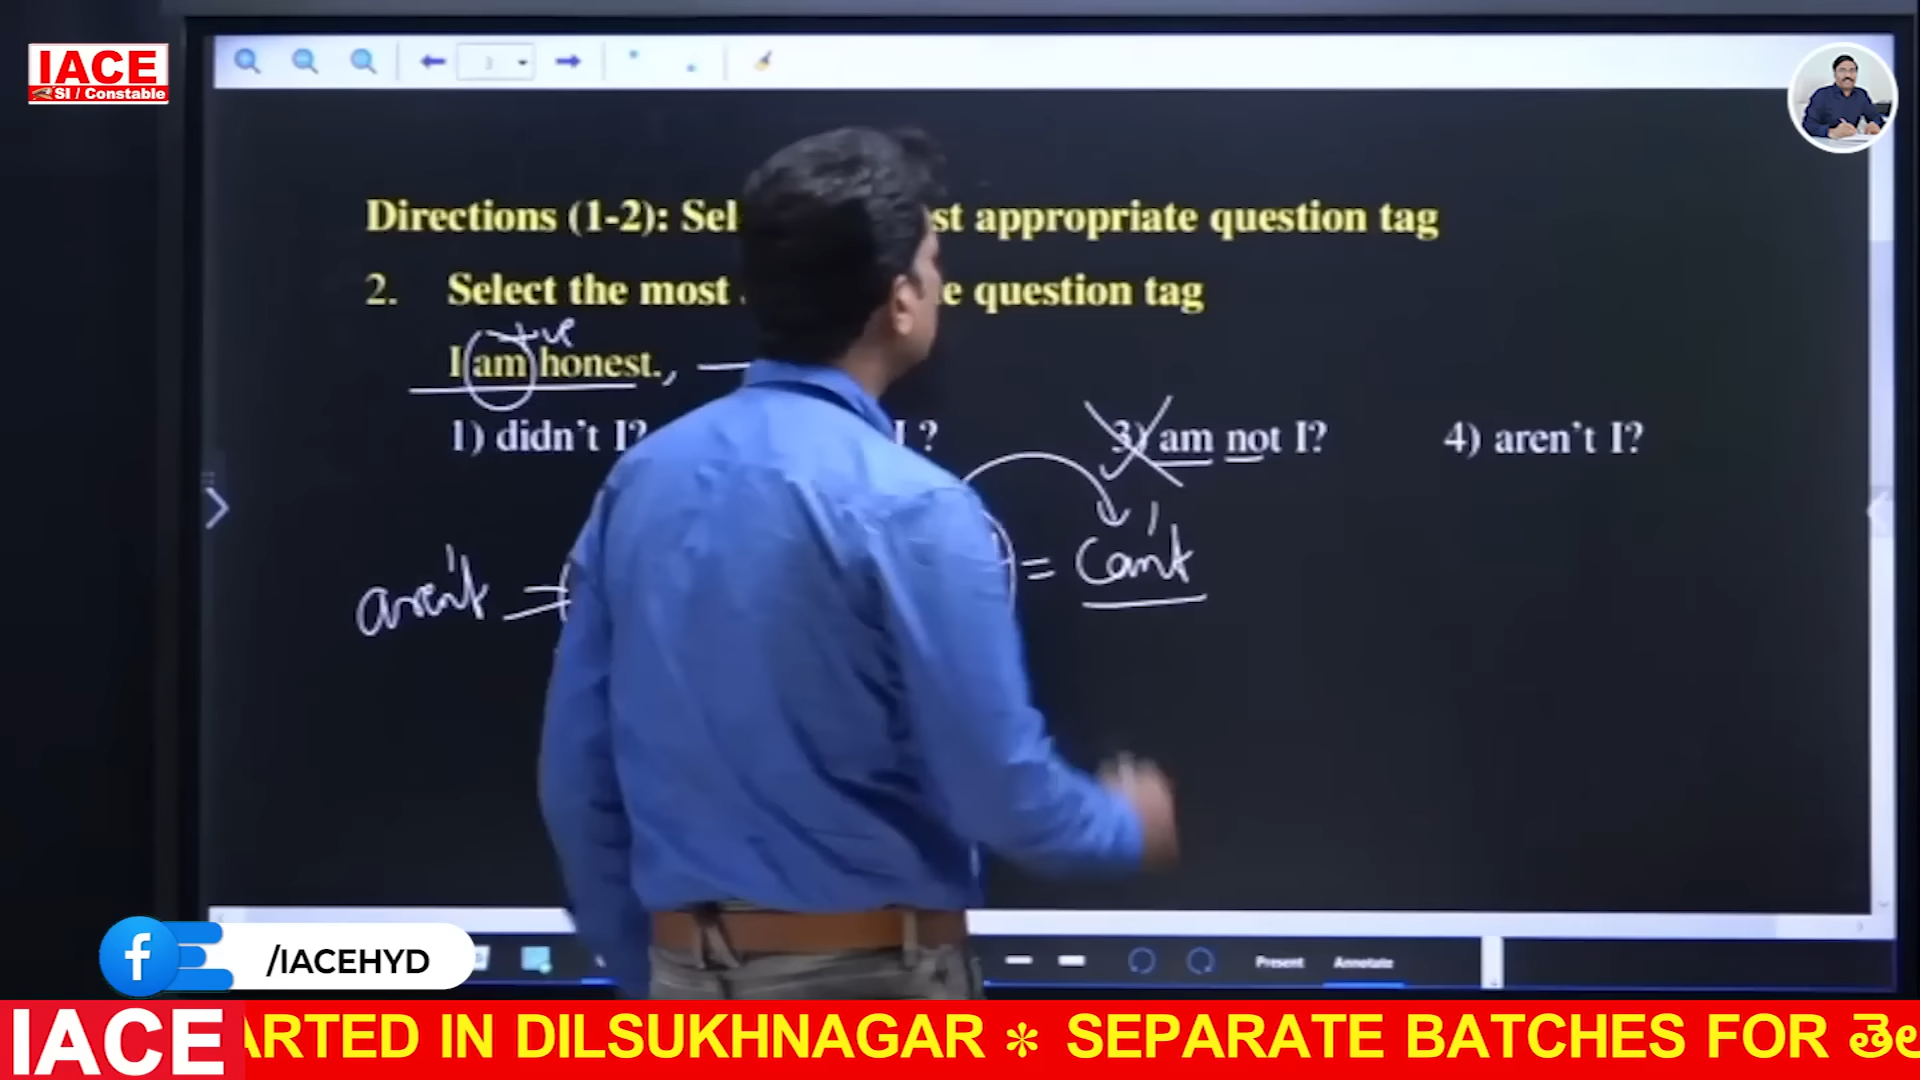 IACE
SI / Constable
3
Directions (1-2): Sel st appropriate question tag
2. Select the most e question tag
+ve
I am honest., —
1) didn't I? I ? 3) am not I? 4) aren't I?
aren't = = can't
Present Annotate
/IACEHYD
IACE ARTED IN DILSUKHNAGAR * SEPARATE BATCHES FOR తెల